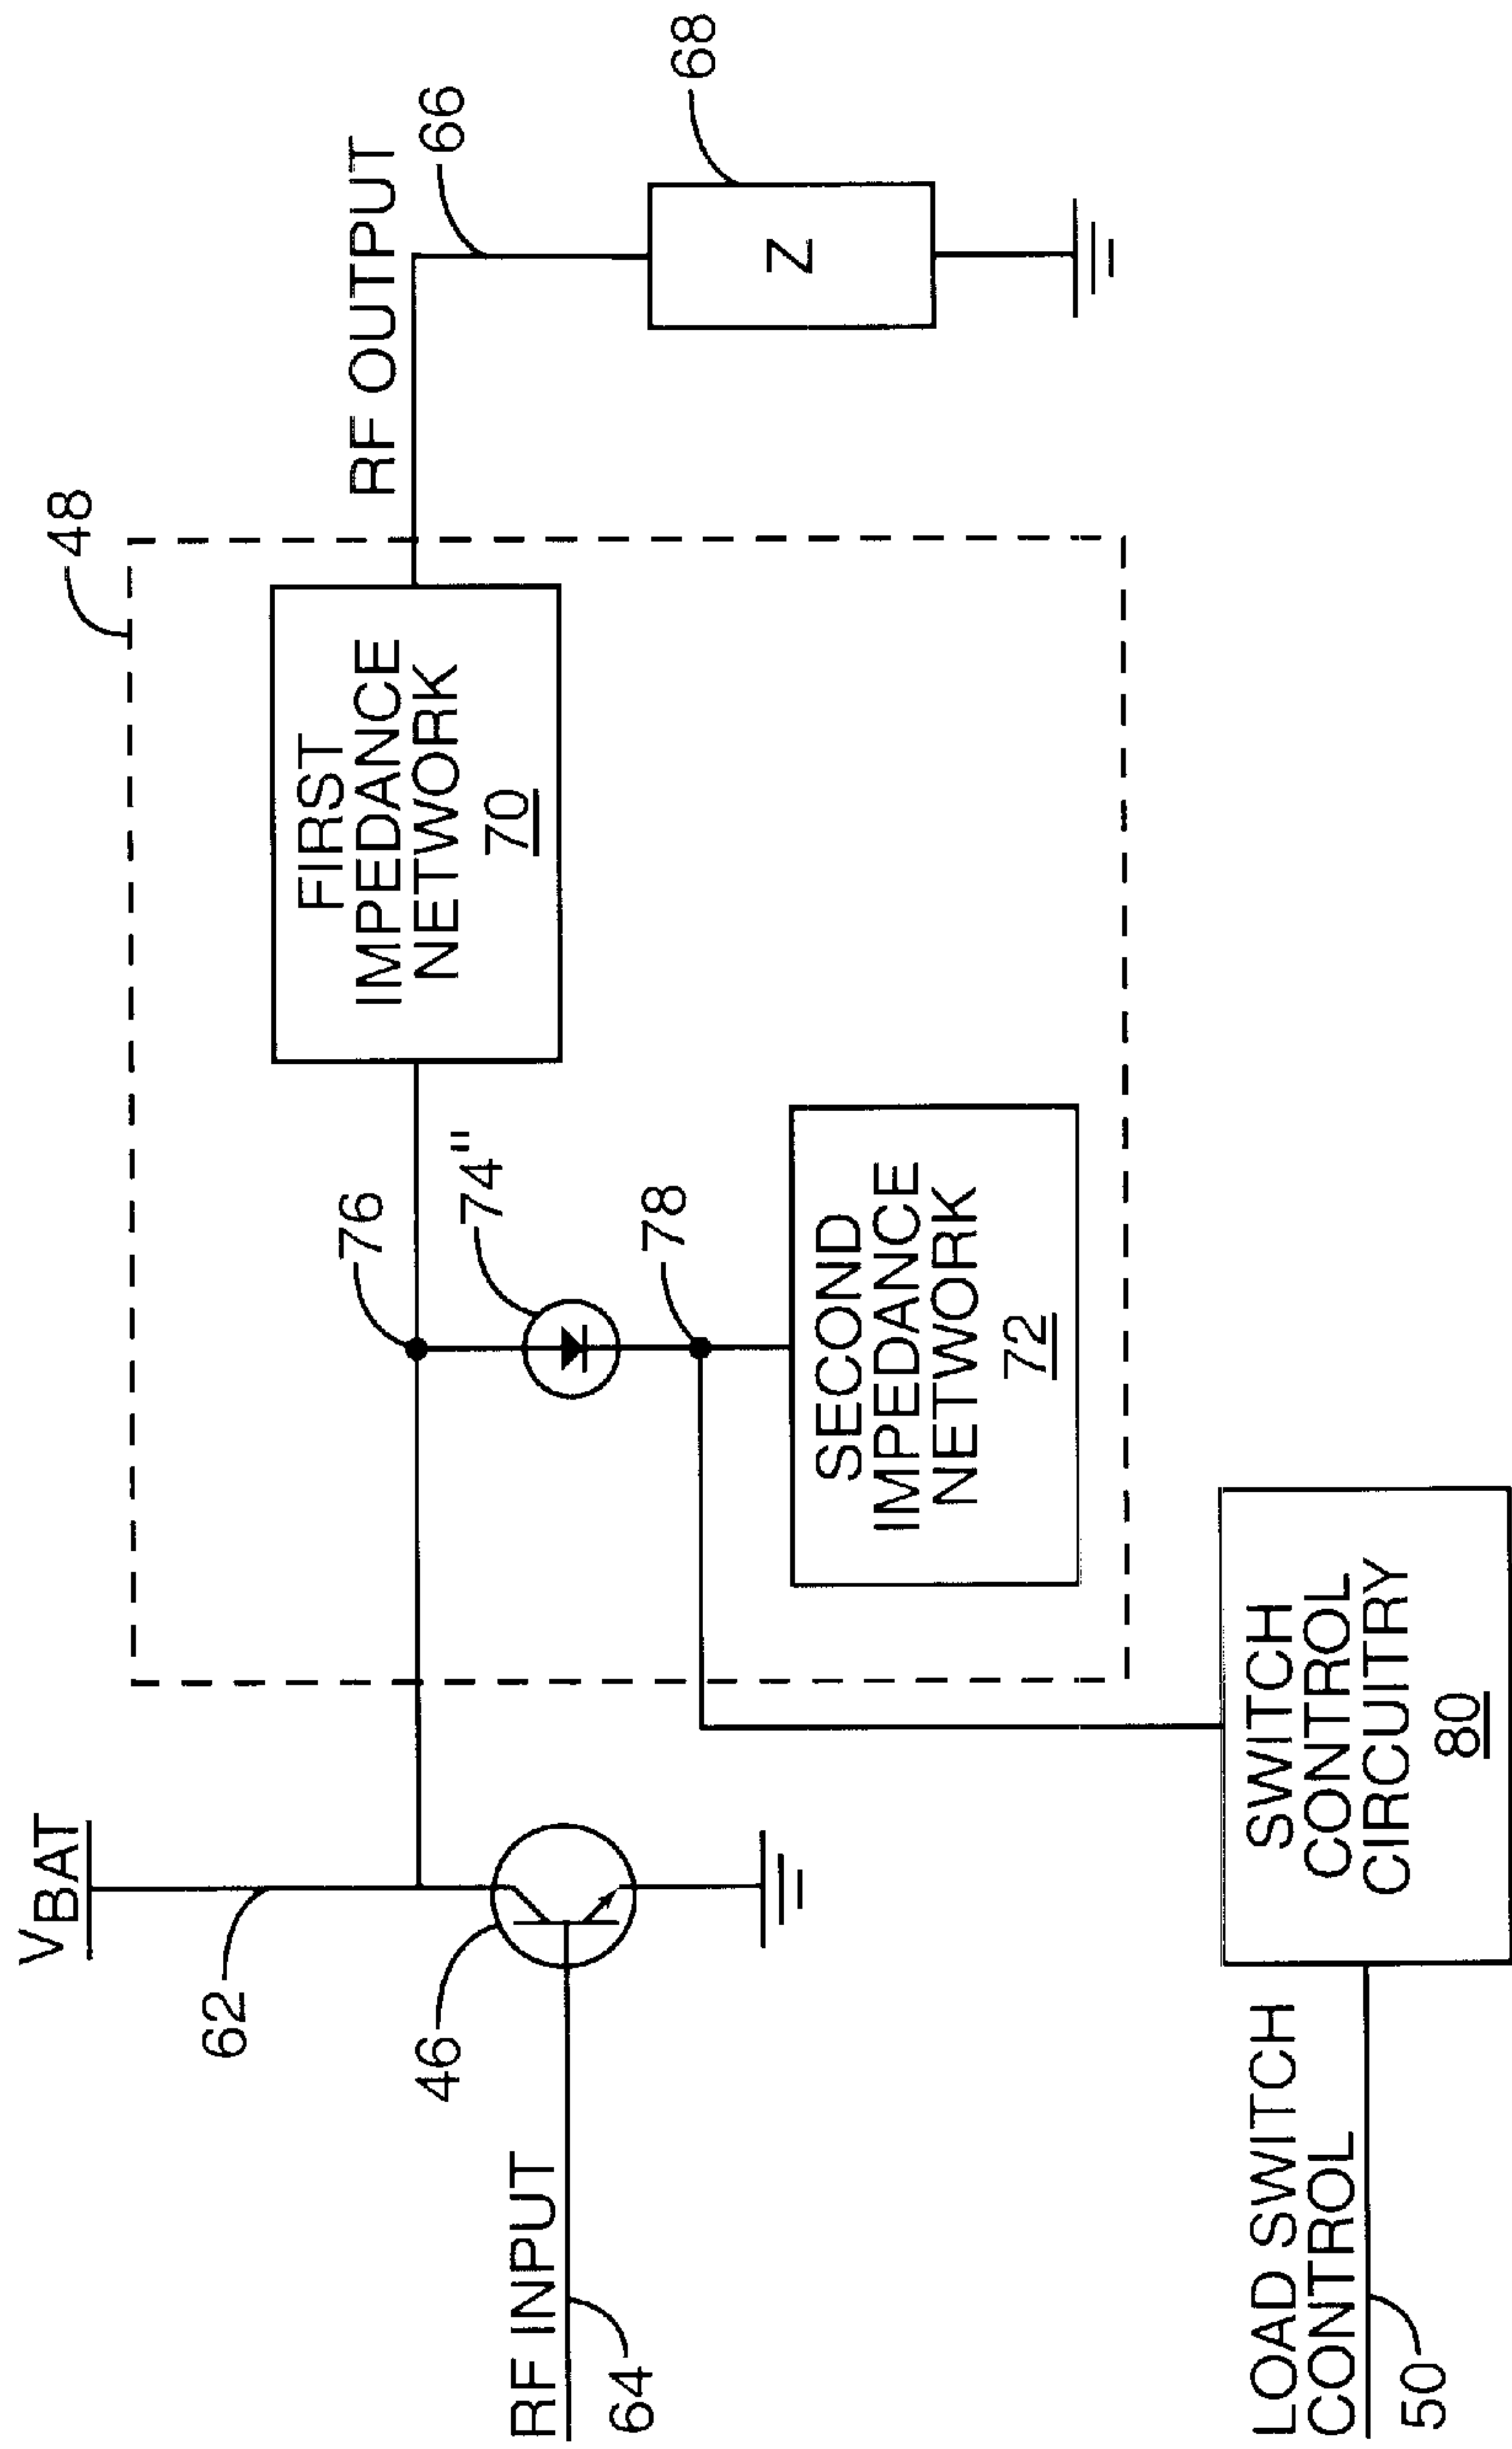 48
VBAT
62
RF OUTPUT
66
76
FIRST
IMPEDANCE
NETWORK
70
46
74"
RF INPUT
64
78
68
Z
SECOND
IMPEDANCE
NETWORK
72
LOAD SWITCH
CONTROL
50
SWITCH
CONTROL
CIRCUITRY
80